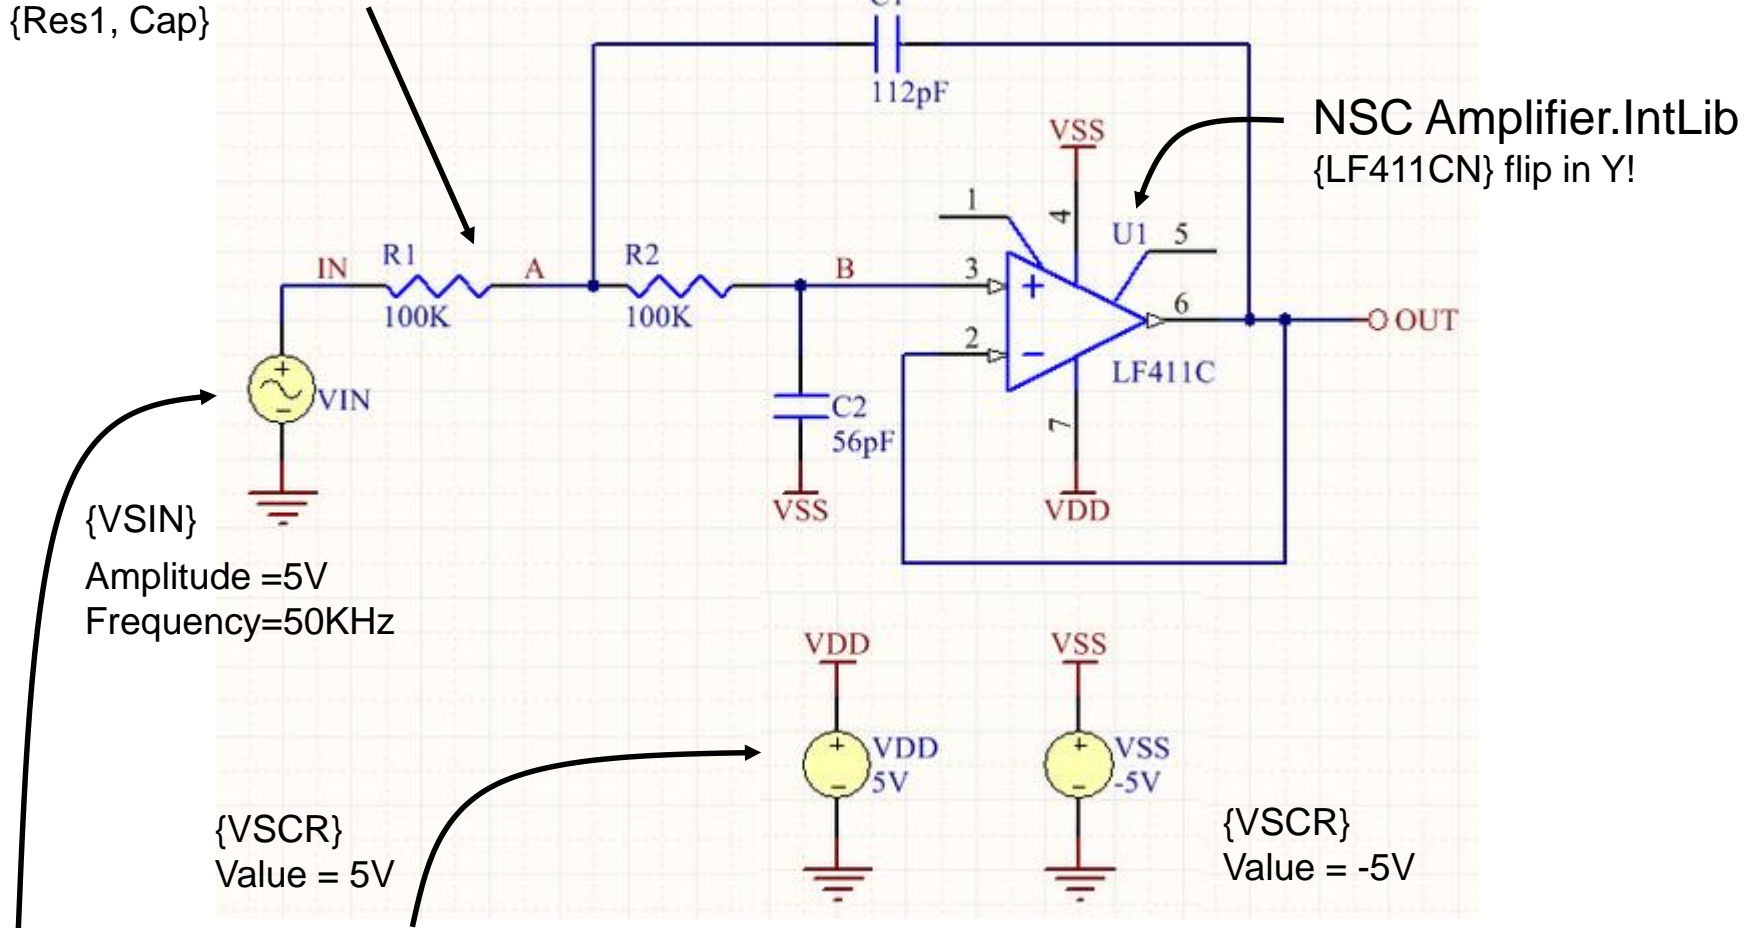 {Res1, Cap}
112pF
NSC Amplifier.IntLib
{LF411CN} flip in Y!
VSS
1
4
U1
5
IN
R1
A
R2
B
3
+
6
OUT
100K
100K
2
−
LF411C
+
−
VIN
C2
56pF
7
VSS
VDD
{VSIN}
Amplitude =5V
Frequency=50KHz
VDD
VSS
+
−
VDD
5V
+
−
VSS
-5V
{VSCR}
Value = 5V
{VSCR}
Value = -5V